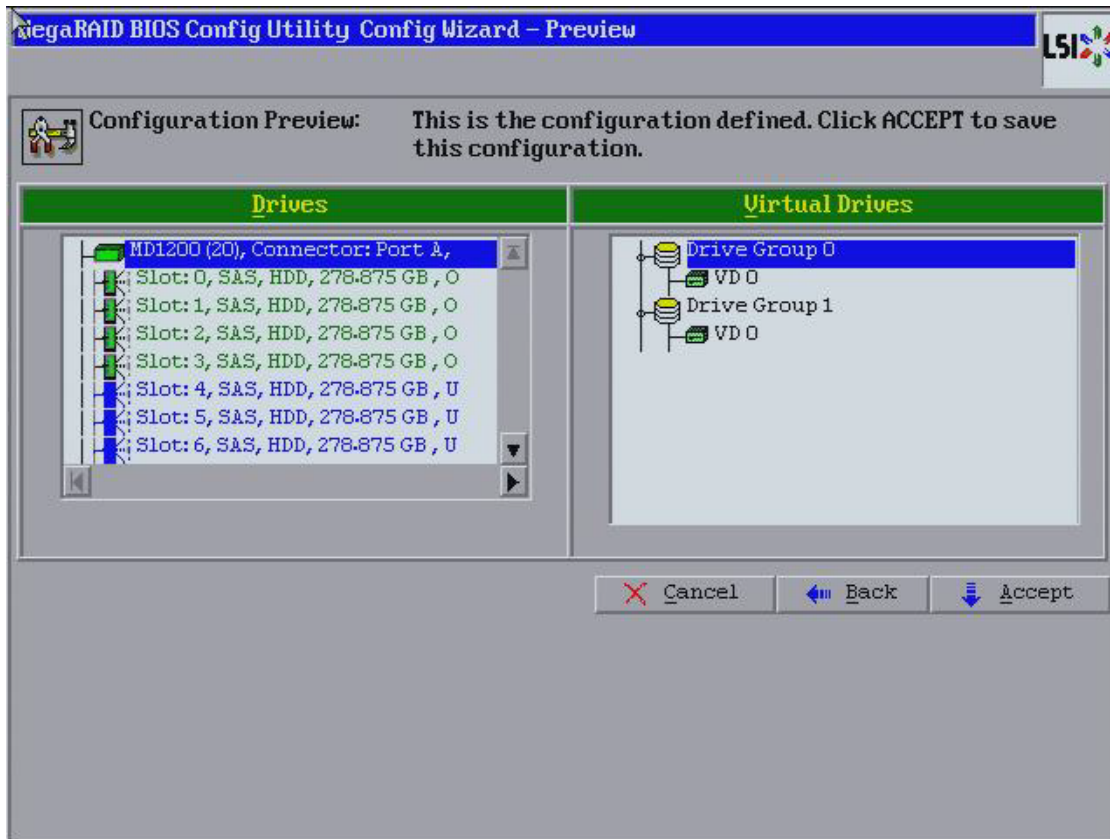 MegaRAID BIOS Config Utility Config Wizard – Preview
LSI
Configuration Preview:
This is the configuration defined. Click ACCEPT to save
this configuration.
Drives
MD1200 (20), Connector: Port A,
Slot: 0, SAS, HDD, 278.875 GB , O
Slot: 1, SAS, HDD, 278.875 GB , O
Slot: 2, SAS, HDD, 278.875 GB , O
Slot: 3, SAS, HDD, 278.875 GB , O
Slot: 4, SAS, HDD, 278.875 GB , U
Slot: 5, SAS, HDD, 278.875 GB , U
Slot: 6, SAS, HDD, 278.875 GB , U
Virtual Drives
Drive Group 0
VD 0
Drive Group 1
VD 0
Cancel
Back
Accept